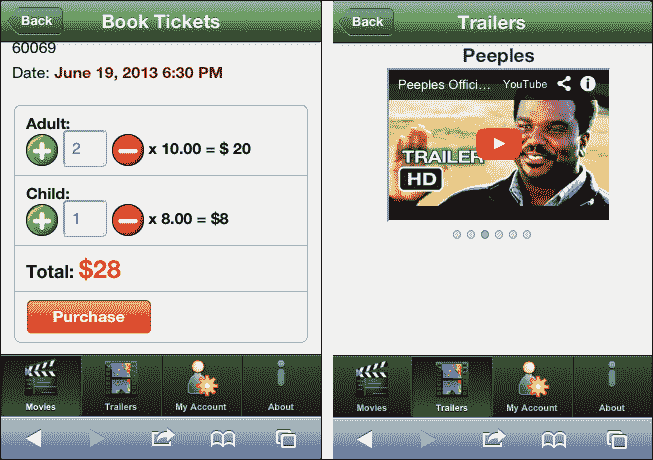 Back
Book Tickets
60069
Date: June 19, 2013 6:30 PM
Adult:
2 x 10.00 = $ 20
Child:
1 x 8.00 = $8
Total: $28
Purchase
Movies
Trailers
My Account
About
Back
Trailers
Peeples
Peeples Offici... YouTube
TRAILER
HD
Movies
Trailers
My Account
About